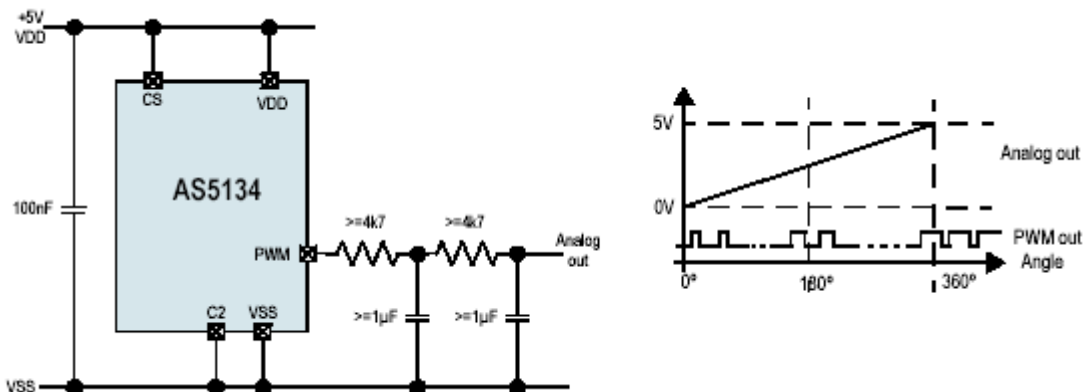 +5V
VDD
CS
VDD
100nF
AS5134
>=4k7
>=4k7
PWM
Analog
out
C2
VSS
>=1µF
>=1µF
VSS
5V
Analog out
0V
PWM out
Angle
0°
180°
360°